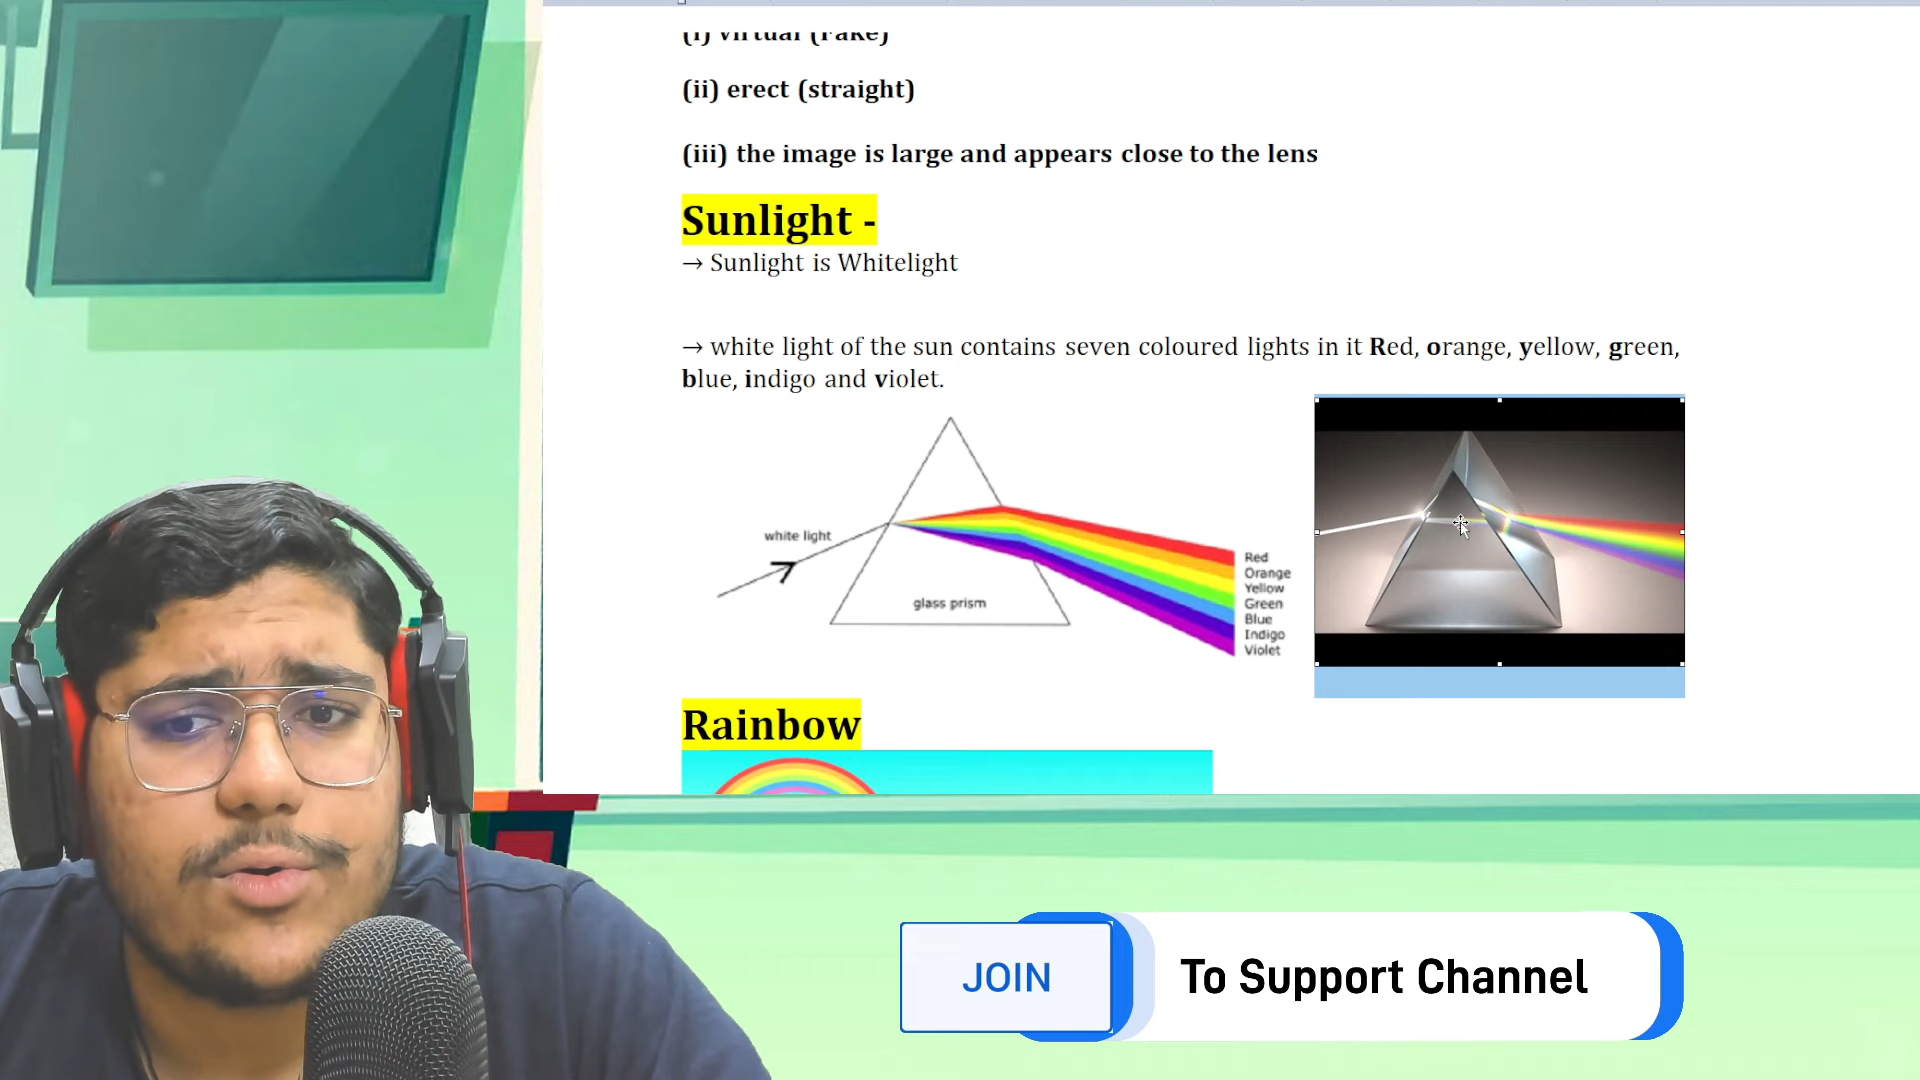 (i) virtual (Fake)
(ii) erect (straight)
(iii) the image is large and appears close to the lens
Sunlight -
→ Sunlight is Whitelight
→ white light of the sun contains seven coloured lights in it Red, orange, yellow, green,
blue, indigo and violet.
white light
glass prism
Red
Orange
Yellow
Green
Blue
Indigo
Violet
Rainbow
JOIN
To Support Channel